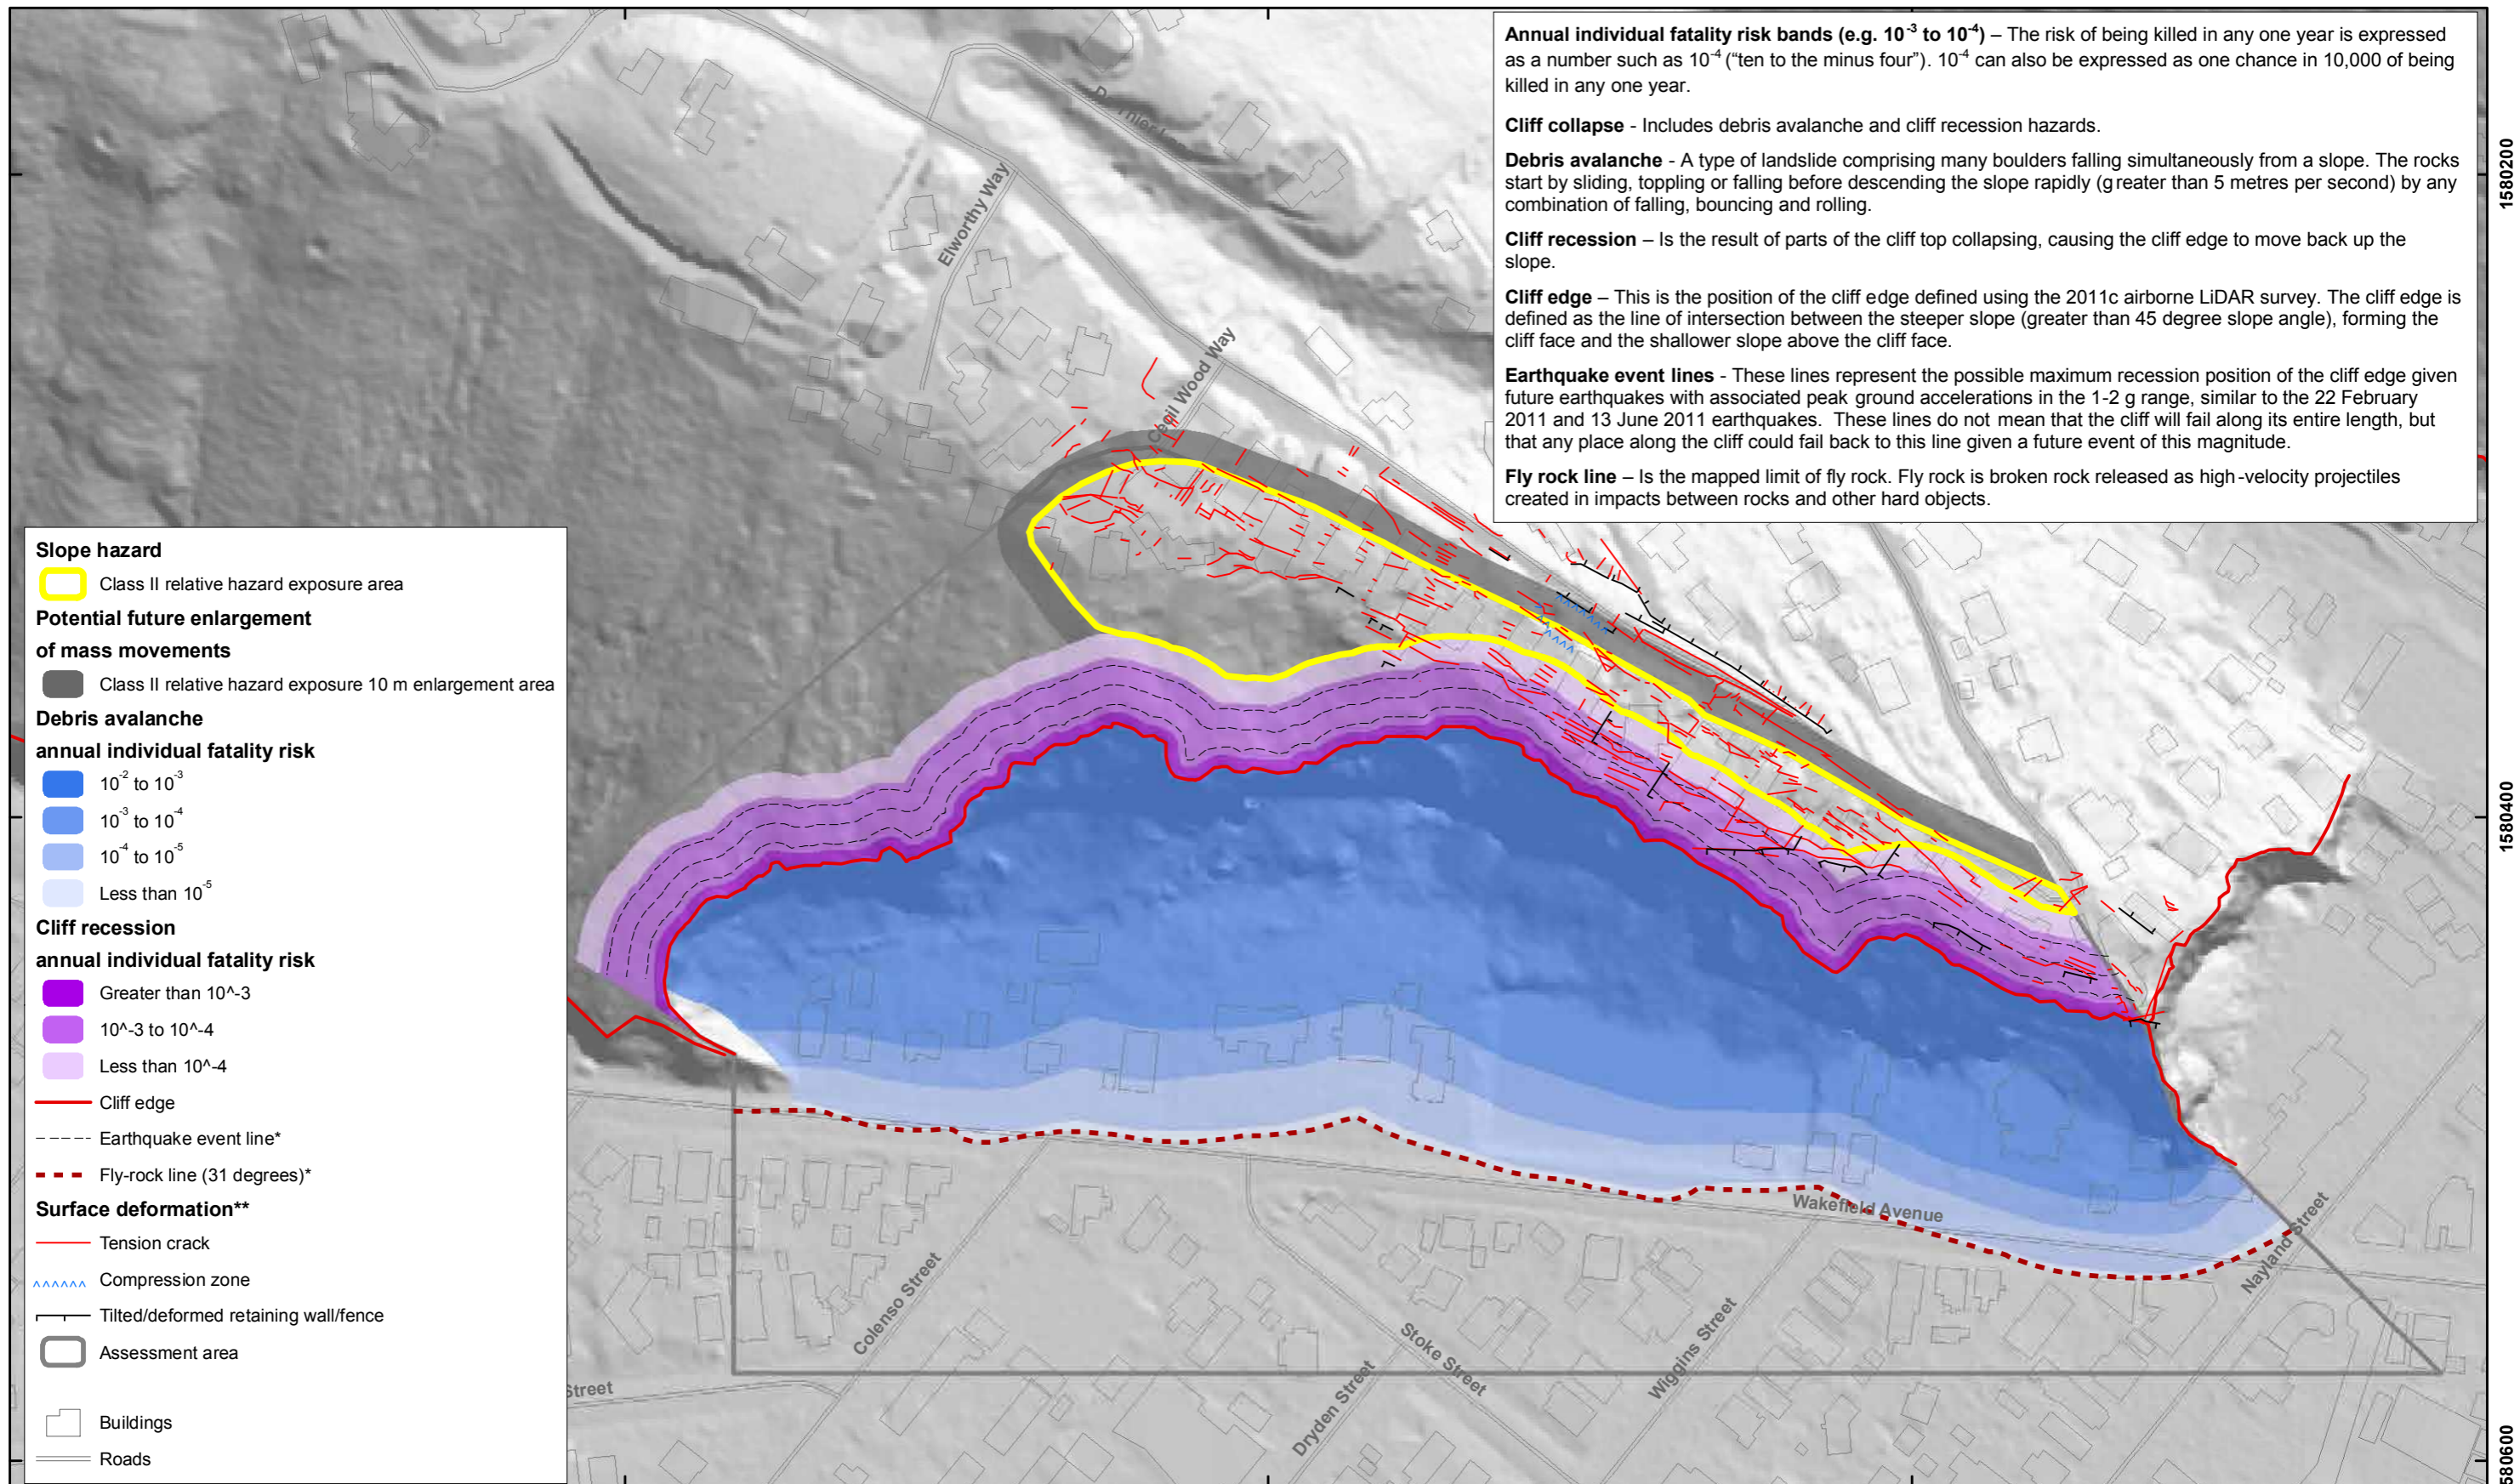 Annual individual fatality risk bands (e.g. 10⁻³ to 10⁻⁴) – The risk of being killed in any one year is expressed
as a number such as 10⁻⁴ (“ten to the minus four”). 10⁻⁴ can also be expressed as one chance in 10,000 of being
killed in any one year.
Cliff collapse - Includes debris avalanche and cliff recession hazards.
Debris avalanche - A type of landslide comprising many boulders falling simultaneously from a slope. The rocks
start by sliding, toppling or falling before descending the slope rapidly (greater than 5 metres per second) by any
combination of falling, bouncing and rolling.
Cliff recession – Is the result of parts of the cliff top collapsing, causing the cliff edge to move back up the
slope.
Cliff edge – This is the position of the cliff edge defined using the 2011c airborne LiDAR survey. The cliff edge is
defined as the line of intersection between the steeper slope (greater than 45 degree slope angle), forming the
cliff face and the shallower slope above the cliff face.
Earthquake event lines - These lines represent the possible maximum recession position of the cliff edge given
future earthquakes with associated peak ground accelerations in the 1-2 g range, similar to the 22 February
2011 and 13 June 2011 earthquakes. These lines do not mean that the cliff will fail along its entire length, but
that any place along the cliff could fail back to this line given a future event of this magnitude.
Fly rock line – Is the mapped limit of fly rock. Fly rock is broken rock released as high-velocity projectiles
created in impacts between rocks and other hard objects.
1580200
1580400
Elworthy Way
Cecil Wood Way
Slope hazard
Class II relative hazard exposure area
Potential future enlargement
of mass movements
Class II relative hazard exposure 10 m enlargement area
Debris avalanche
annual individual fatality risk
10⁻² to 10⁻³
10⁻³ to 10⁻⁴
10⁻⁴ to 10⁻⁵
Less than 10⁻⁵
Cliff recession
annual individual fatality risk
Greater than 10^-3
10^-3 to 10^-4
Less than 10^-4
Cliff edge
Earthquake event line*
Fly-rock line (31 degrees)*
Surface deformation**
Tension crack
Compression zone
Tilted/deformed retaining wall/fence
Assessment area
Buildings
Roads
Wakefield Avenue
Nayland Street
Colenso Street
Stoke Street
Wiggins Street
Dryden Street
Street
80600